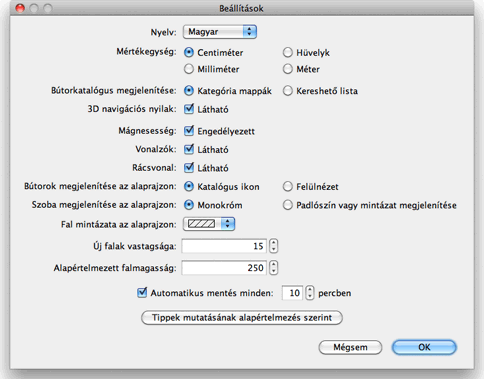 Beállítások
Nyelv: Magyar
Mértékegység: Centiméter Hüvelyk
Milliméter Méter
Bútorkatalógus megjelenítése: Kategória mappák Kereshető lista
3D navigációs nyilak: Látható
Mágnesesség: Engedélyezett
Vonalzók: Látható
Rácsvonal: Látható
Bútorok megjelenítése az alaprajzon: Katalógus ikon Felülnézet
Szoba megjelenítése az alaprajzon: Monokróm Padlószín vagy mintázat megjelenítése
Fal mintázata az alaprajzon:
Új falak vastagsága: 15
Alapértelmezett falmagasság: 250
Automatikus mentés minden: 10 percben
Tippek mutatásának alapértelmezés szerint
Mégsem OK